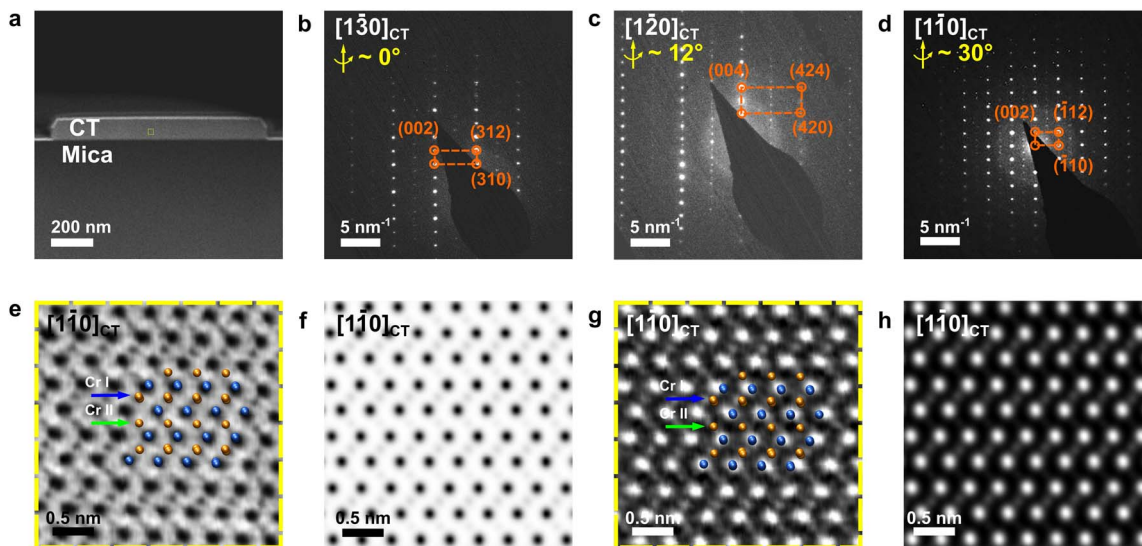 a
CT
Mica
200 nm
b
[13̄0]CT
~ 0°
(002)
(312)
(310)
5 nm⁻¹
c
[12̄0]CT
~ 12°
(004)
(424)
(420)
5 nm⁻¹
d
[11̄0]CT
~ 30°
(002)
(1̄12)
(1̄10)
5 nm⁻¹
e
[11̄0]CT
Cr I
Cr II
0.5 nm
f
[11̄0]CT
0.5 nm
g
[11̄0]CT
Cr I
Cr II
0.5 nm
h
[11̄0]CT
0.5 nm